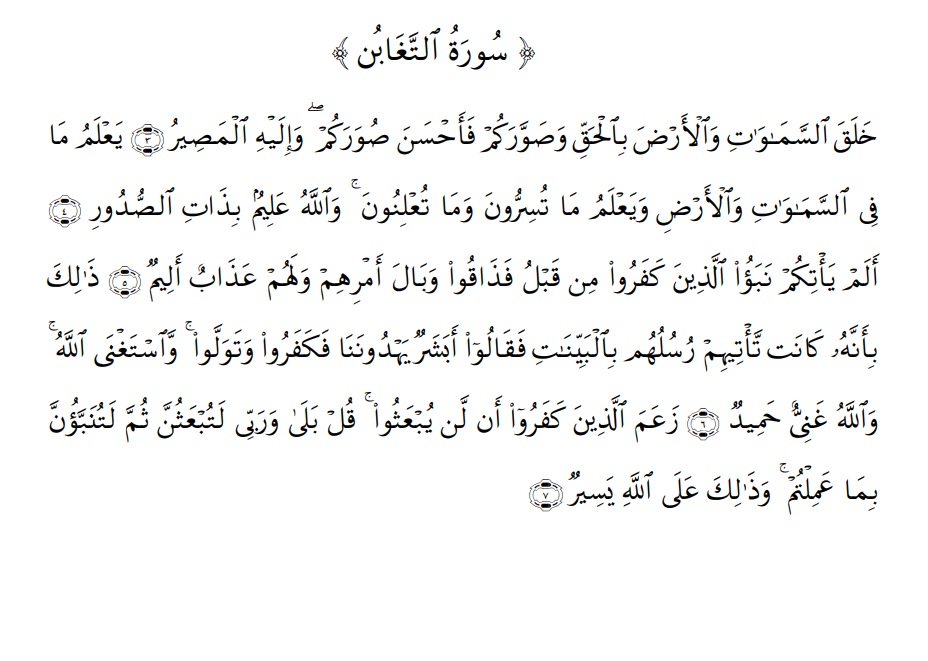 ﴿ سُورَةُ ٱلتَّغَابُن ﴾
خَلَقَ ٱلسَّمَـٰوَٰتِ وَٱلْأَرْضَ بِٱلْحَقِّ وَصَوَّرَكُمْ فَأَحْسَنَ صُوَرَكُمْ ۖ وَإِلَيْهِ ٱلْمَصِيرُ ٣ يَعْلَمُ مَا
فِى ٱلسَّمَـٰوَٰتِ وَٱلْأَرْضِ وَيَعْلَمُ مَا تُسِرُّونَ وَمَا تُعْلِنُونَ ۚ وَٱللَّهُ عَلِيمٌۢ بِذَاتِ ٱلصُّدُورِ ٤
أَلَمْ يَأْتِكُمْ نَبَؤُا۟ ٱلَّذِينَ كَفَرُوا۟ مِن قَبْلُ فَذَاقُوا۟ وَبَالَ أَمْرِهِمْ وَلَهُمْ عَذَابٌ أَلِيمٌ ٥ ذَٰلِكَ
بِأَنَّهُۥ كَانَت تَّأْتِيهِمْ رُسُلُهُم بِٱلْبَيِّنَـٰتِ فَقَالُوٓا۟ أَبَشَرٌ يَهْدُونَنَا فَكَفَرُوا۟ وَتَوَلَّوا۟ ۚ وَّٱسْتَغْنَى ٱللَّهُ ۚ
وَٱللَّهُ غَنِىٌّ حَمِيدٌ ٦ زَعَمَ ٱلَّذِينَ كَفَرُوٓا۟ أَن لَّن يُبْعَثُوا۟ ۚ قُلْ بَلَىٰ وَرَبِّى لَتُبْعَثُنَّ ثُمَّ لَتُنَبَّؤُنَّ
بِمَا عَمِلْتُمْ ۚ وَذَٰلِكَ عَلَى ٱللَّهِ يَسِيرٌ ٧